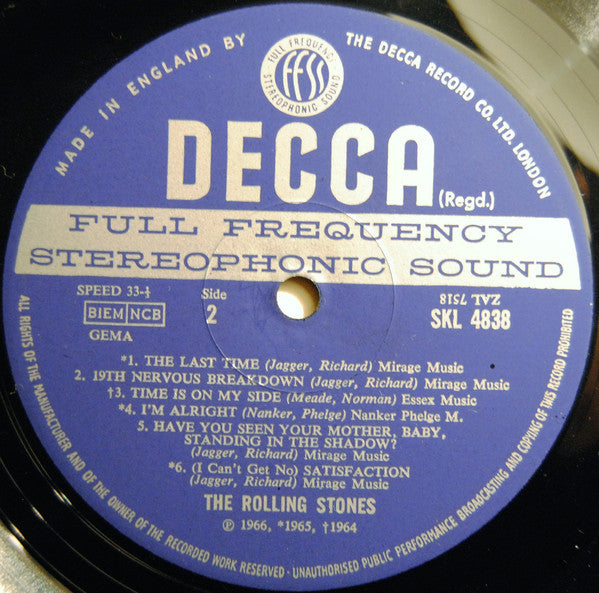 MADE IN ENGLAND BY
FULL FREQUENCY
ffss
STEREOPHONIC SOUND
THE DECCA RECORD CO. LTD. LONDON
DECCA (Regd.)
FULL FREQUENCY
STEREOPHONIC SOUND
SPEED 33-⅓
BIEM NCB
GEMA
Side
2
ZAL 7518
SKL 4838
*1. THE LAST TIME (Jagger, Richard) Mirage Music
2. 19TH NERVOUS BREAKDOWN (Jagger, Richard) Mirage Music
†3. TIME IS ON MY SIDE (Meade, Norman) Essex Music
*4. I'M ALRIGHT (Nanker, Phelge) Nanker Phelge M.
5. HAVE YOU SEEN YOUR MOTHER, BABY,
STANDING IN THE SHADOW?
(Jagger, Richard) Mirage Music
*6. (I Can't Get No) SATISFACTION
(Jagger, Richard) Mirage Music
THE ROLLING STONES
℗ 1966, *1965, †1964
ALL RIGHTS OF THE MANUFACTURER AND OF THE OWNER OF THE RECORDED WORK RESERVED · UNAUTHORISED PUBLIC PERFORMANCE BROADCASTING AND COPYING OF THIS RECORD PROHIBITED